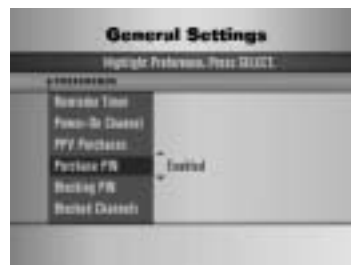 General Settings
Highlight Preference, Press SELECT.
Reminder Timer
Power-On Channel
PPV Purchases
Purchase PIN
Enabled
Blocking PIN
Blocked Channels